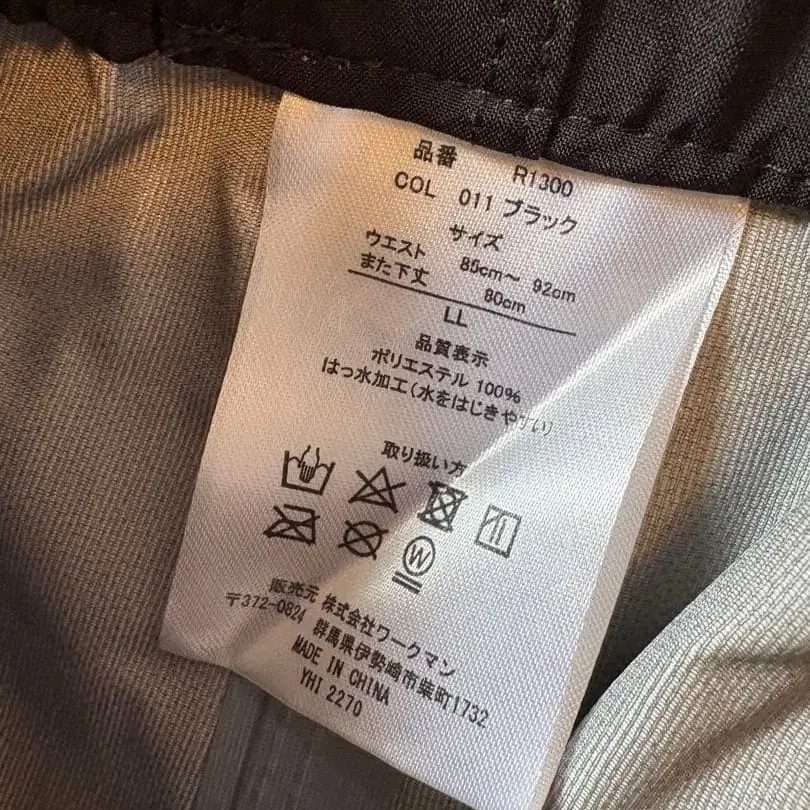 品番 R1300
COL 011 ブラック
サイズ
ウエスト 85cm～ 92cm
また下丈 80cm
LL
品質表示
ポリエステル 100%
はっ水加工(水をはじきやすい)
取り扱い方
W
販売元 株式会社ワークマン
〒372-0824 群馬県伊勢崎市柴町1732
MADE IN CHINA
YHI 2270